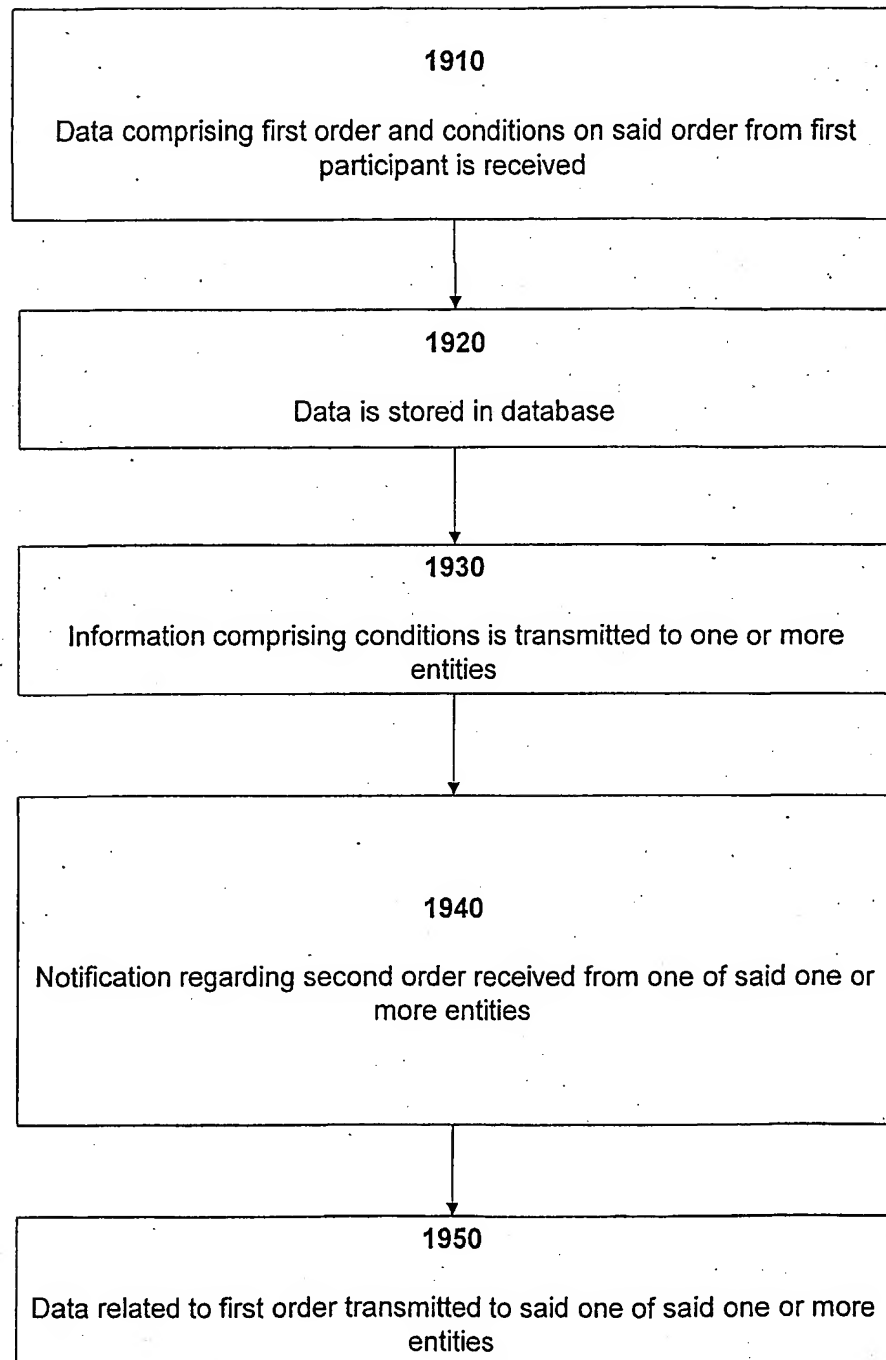 1910
Data comprising first order and conditions on said order from first
participant is received
1920
Data is stored in database
1930
Information comprising conditions is transmitted to one or more
entities
1940
Notification regarding second order received from one of said one or
more entities
1950
Data related to first order transmitted to said one of said one or more
entities